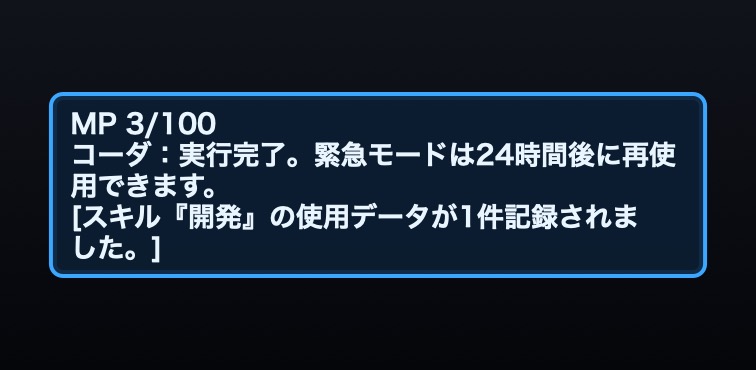 MP 3/100
コーダ：実行完了。緊急モードは24時間後に再使
用できます。
[スキル『開発』の使用データが1件記録されま
した。]